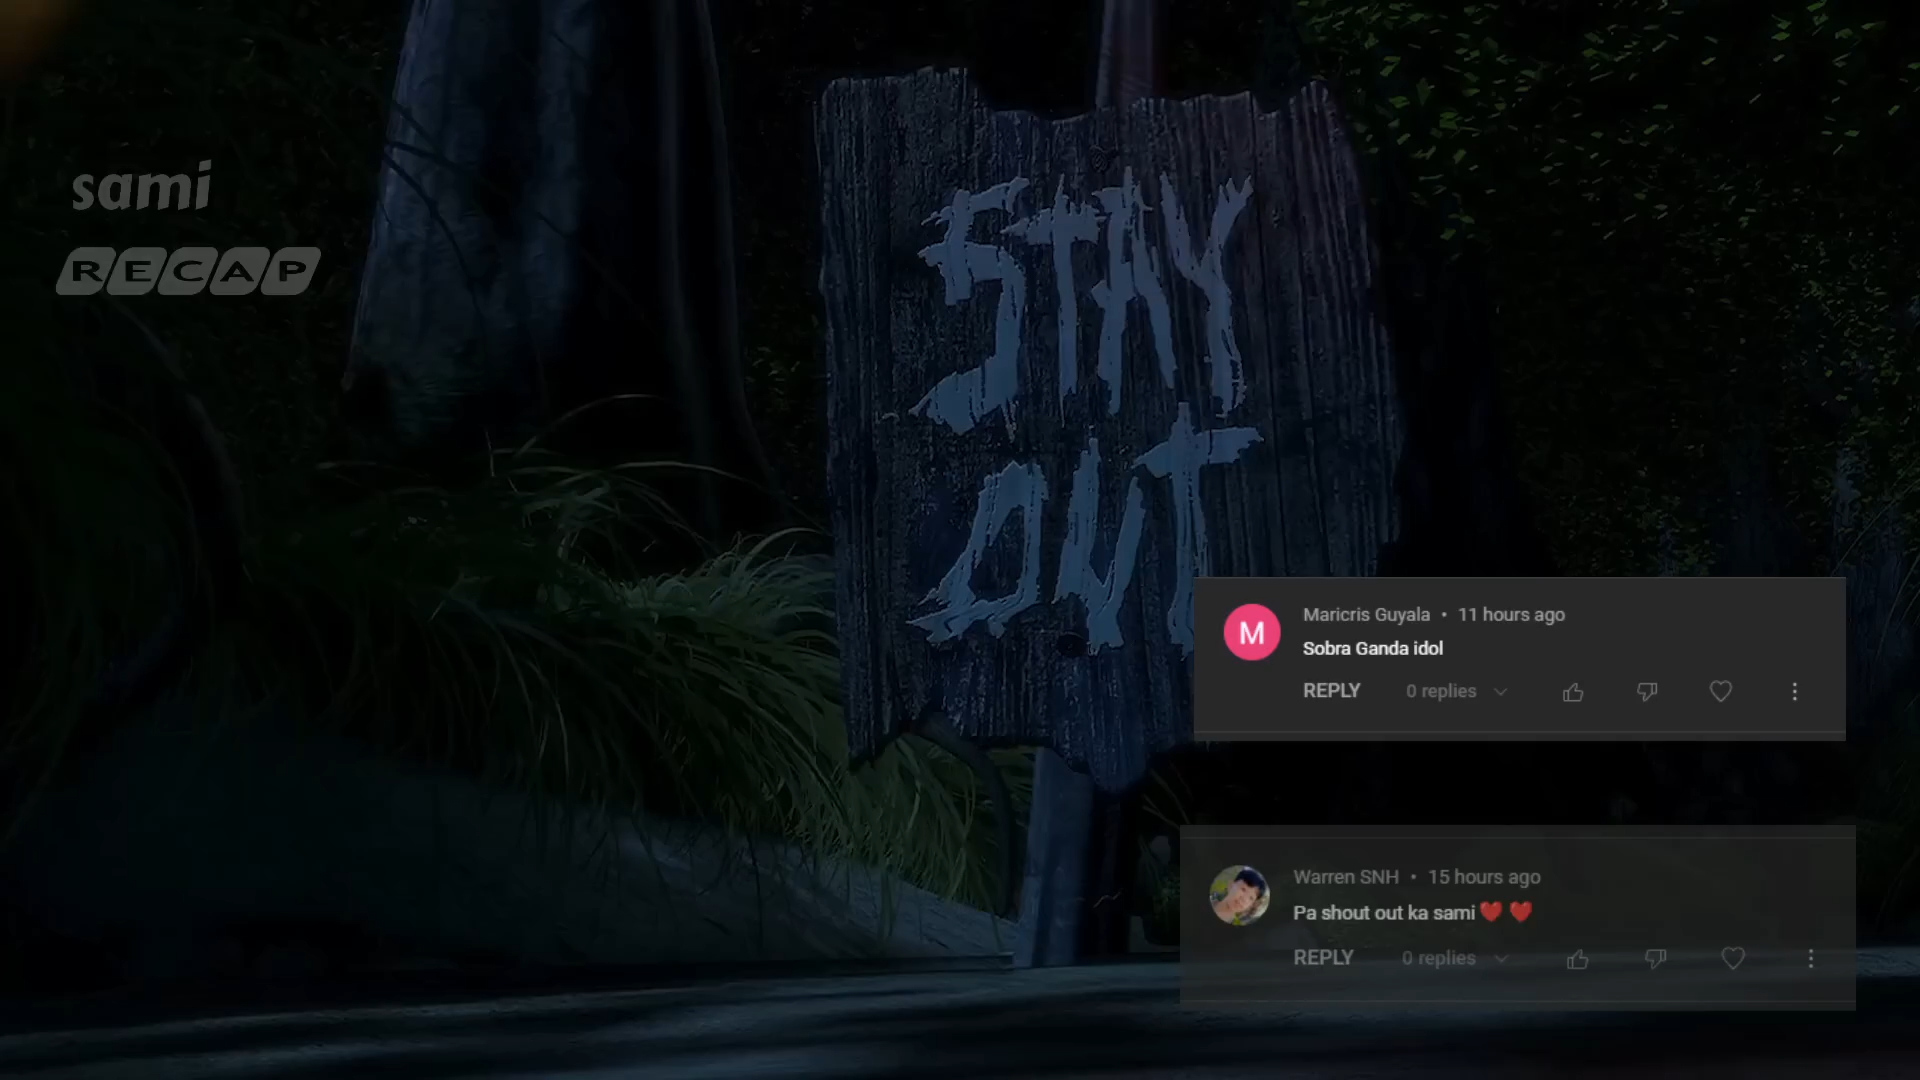 sami
RECAP
STAY
OUT
Maricris Guyala • 11 hours ago
Sobra Ganda idol
REPLY 0 replies
Warren SNH • 15 hours ago
Pa shout out ka sami ❤️ ❤️
REPLY 0 replies
M